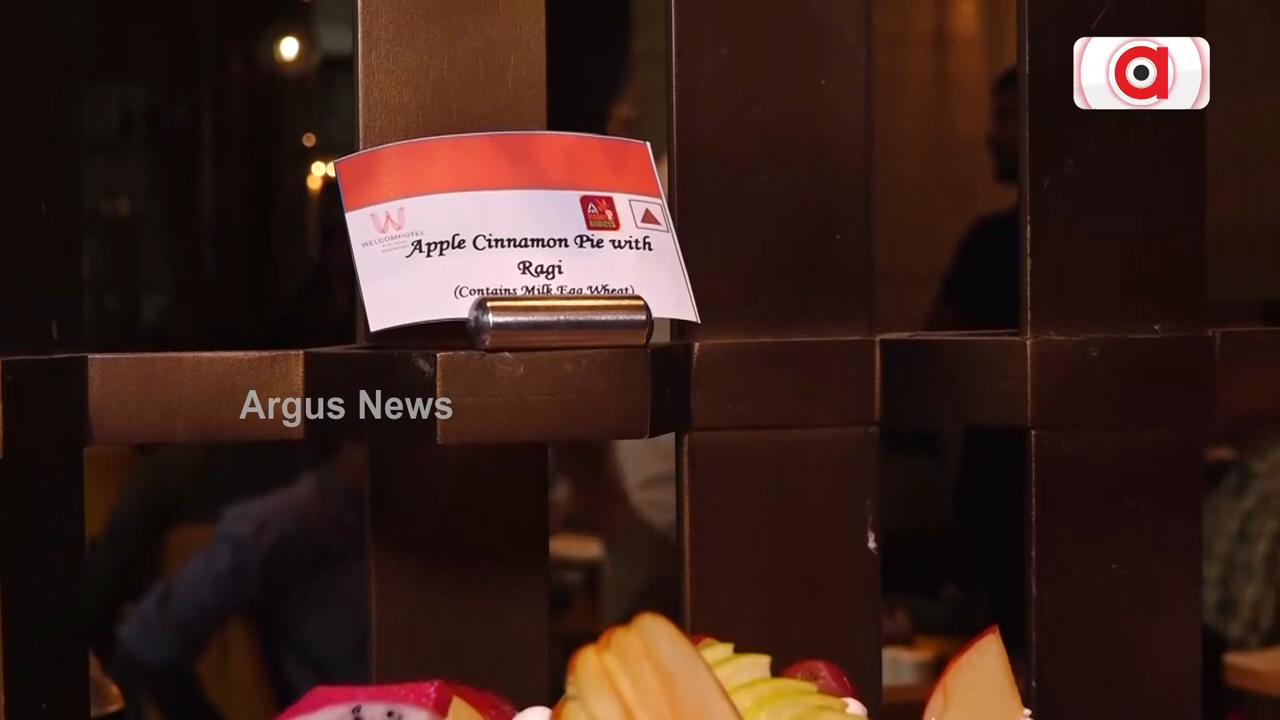 WELCOMHOTEL
Apple Cinnamon Pie with
Ragi
(Contains Milk Egg Wheat)
Argus News